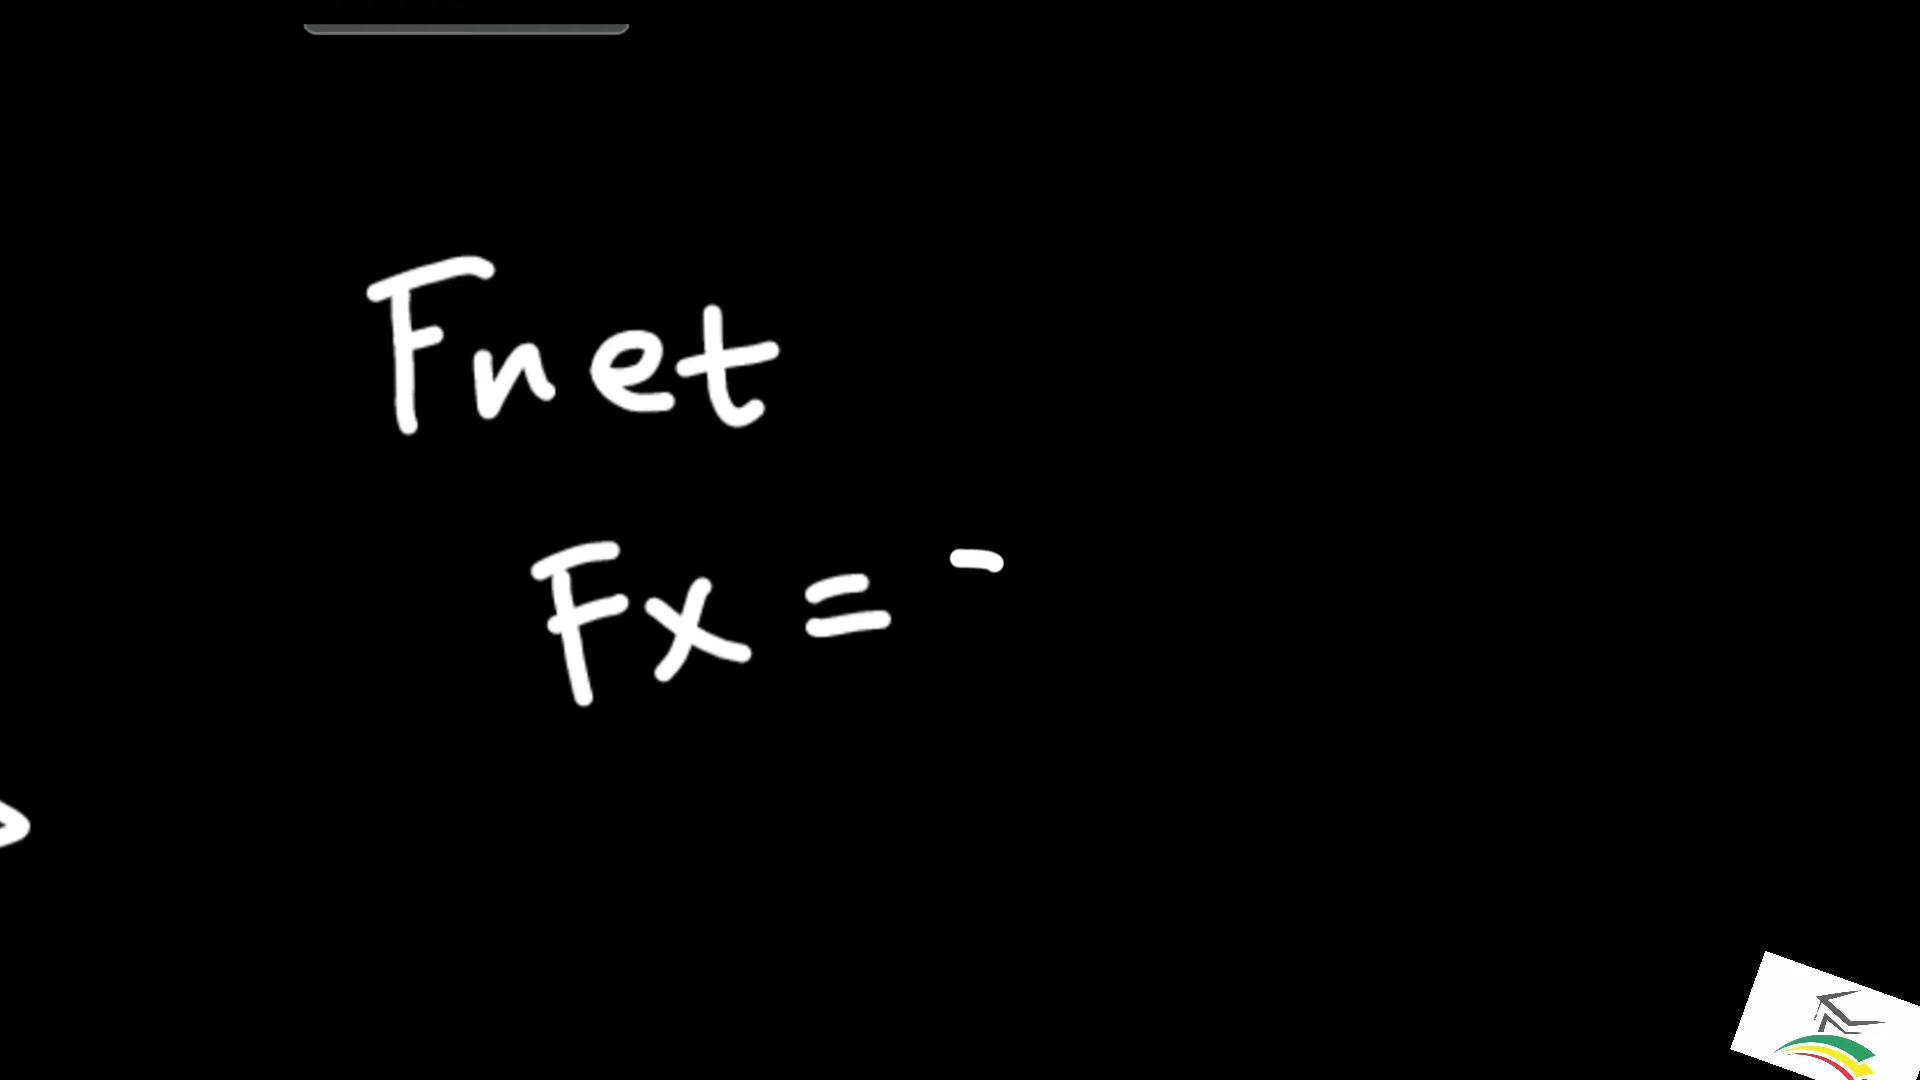 Fnet
Fx = -